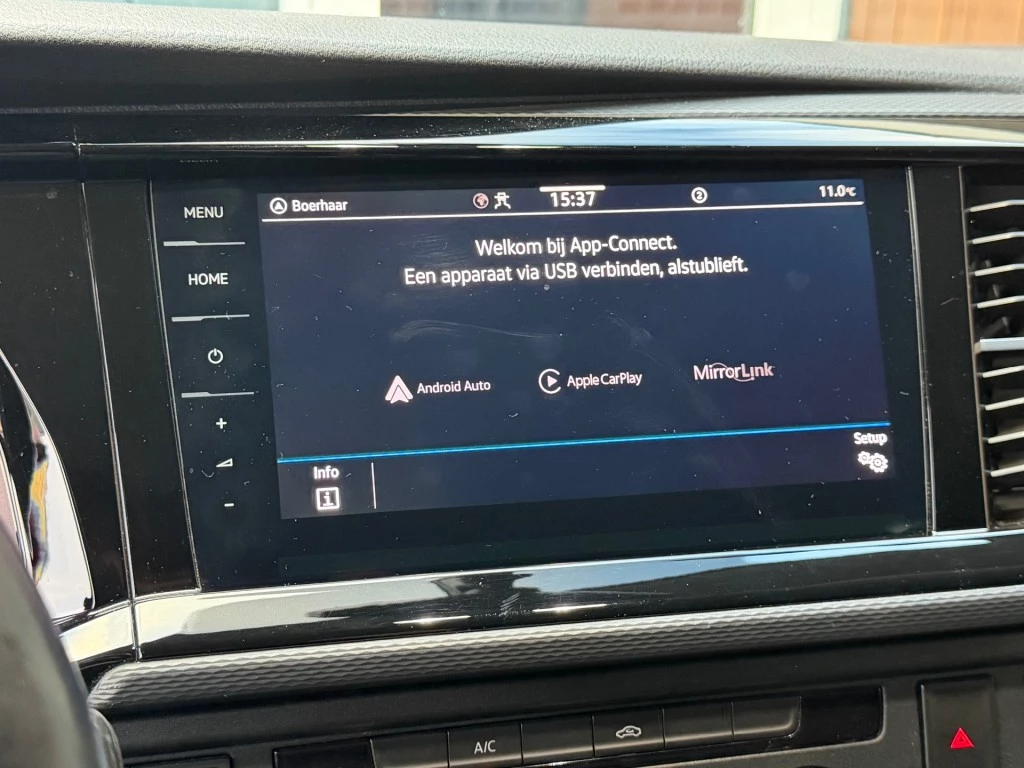 MENU
HOME
Boerhaar
15:37
2
11.0°C
Welkom bij App-Connect.
Een apparaat via USB verbinden, alstublieft.
Android Auto
Apple CarPlay
MirrorLink
Info
i
Setup
A/C